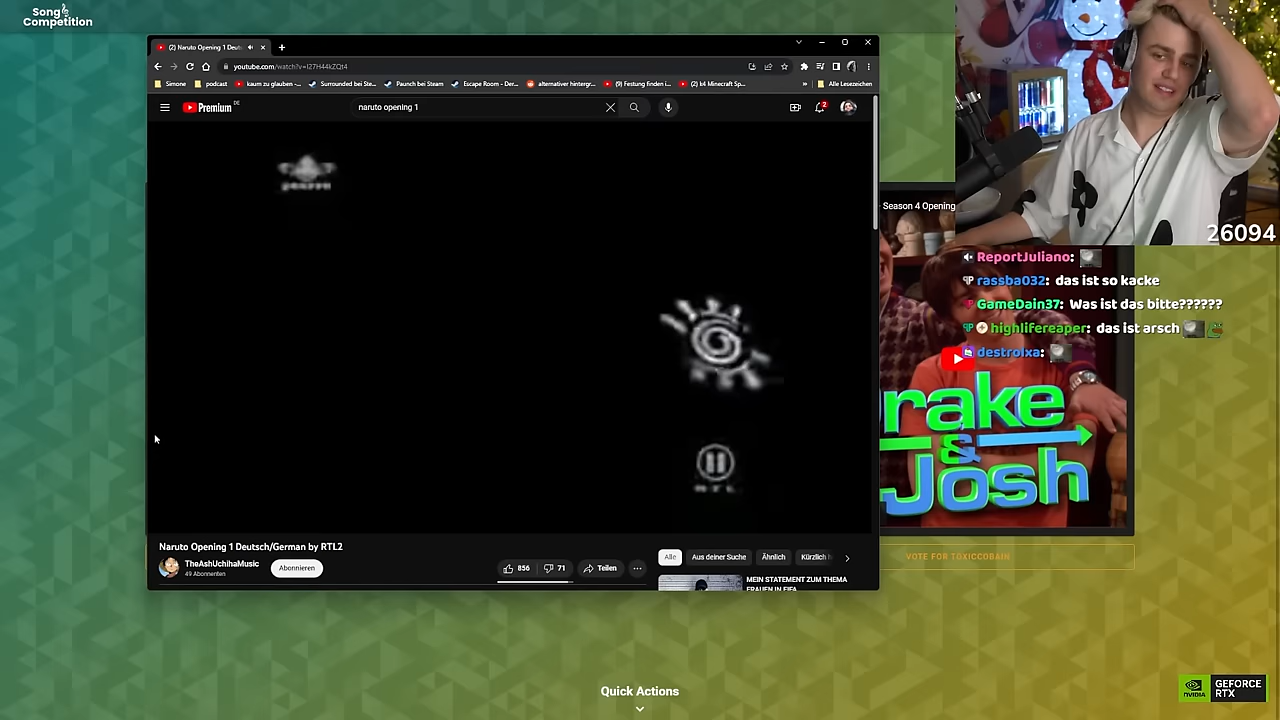 Song
Competition
(2) Naruto Opening 1 Deut
youtube.com/watch?v=I27H44kZQt4
Simone
podcast
kaum zu glauben -...
Surrounded bei Ste...
Paunch bei Steam
Escape Room - Der...
alternativer hintergr...
(9) Festung finden i...
(2) k4 Minecraft Sp...
»
Alle Lesezeichen
Premium DE
naruto opening 1
2
RTL
Naruto Opening 1 Deutsch/German by RTL2
TheAshUchihaMusic
49 Abonnenten
Abonnieren
856
71
Teilen
Alle
Aus deiner Suche
Ähnlich
Kürzlich h
MEIN STATEMENT ZUM THEMA
FRAUEN IN FIFA
- Season 4 Opening
26094
ReportJuliano:
rassba032: das ist so kacke
GameDain37: Was ist das bitte??????
highlifereaper: das ist arsch
destroixa:
rake
&
Josh
VOTE FOR TOXICCOBAIN
Quick Actions
NVIDIA
GEFORCE
RTX